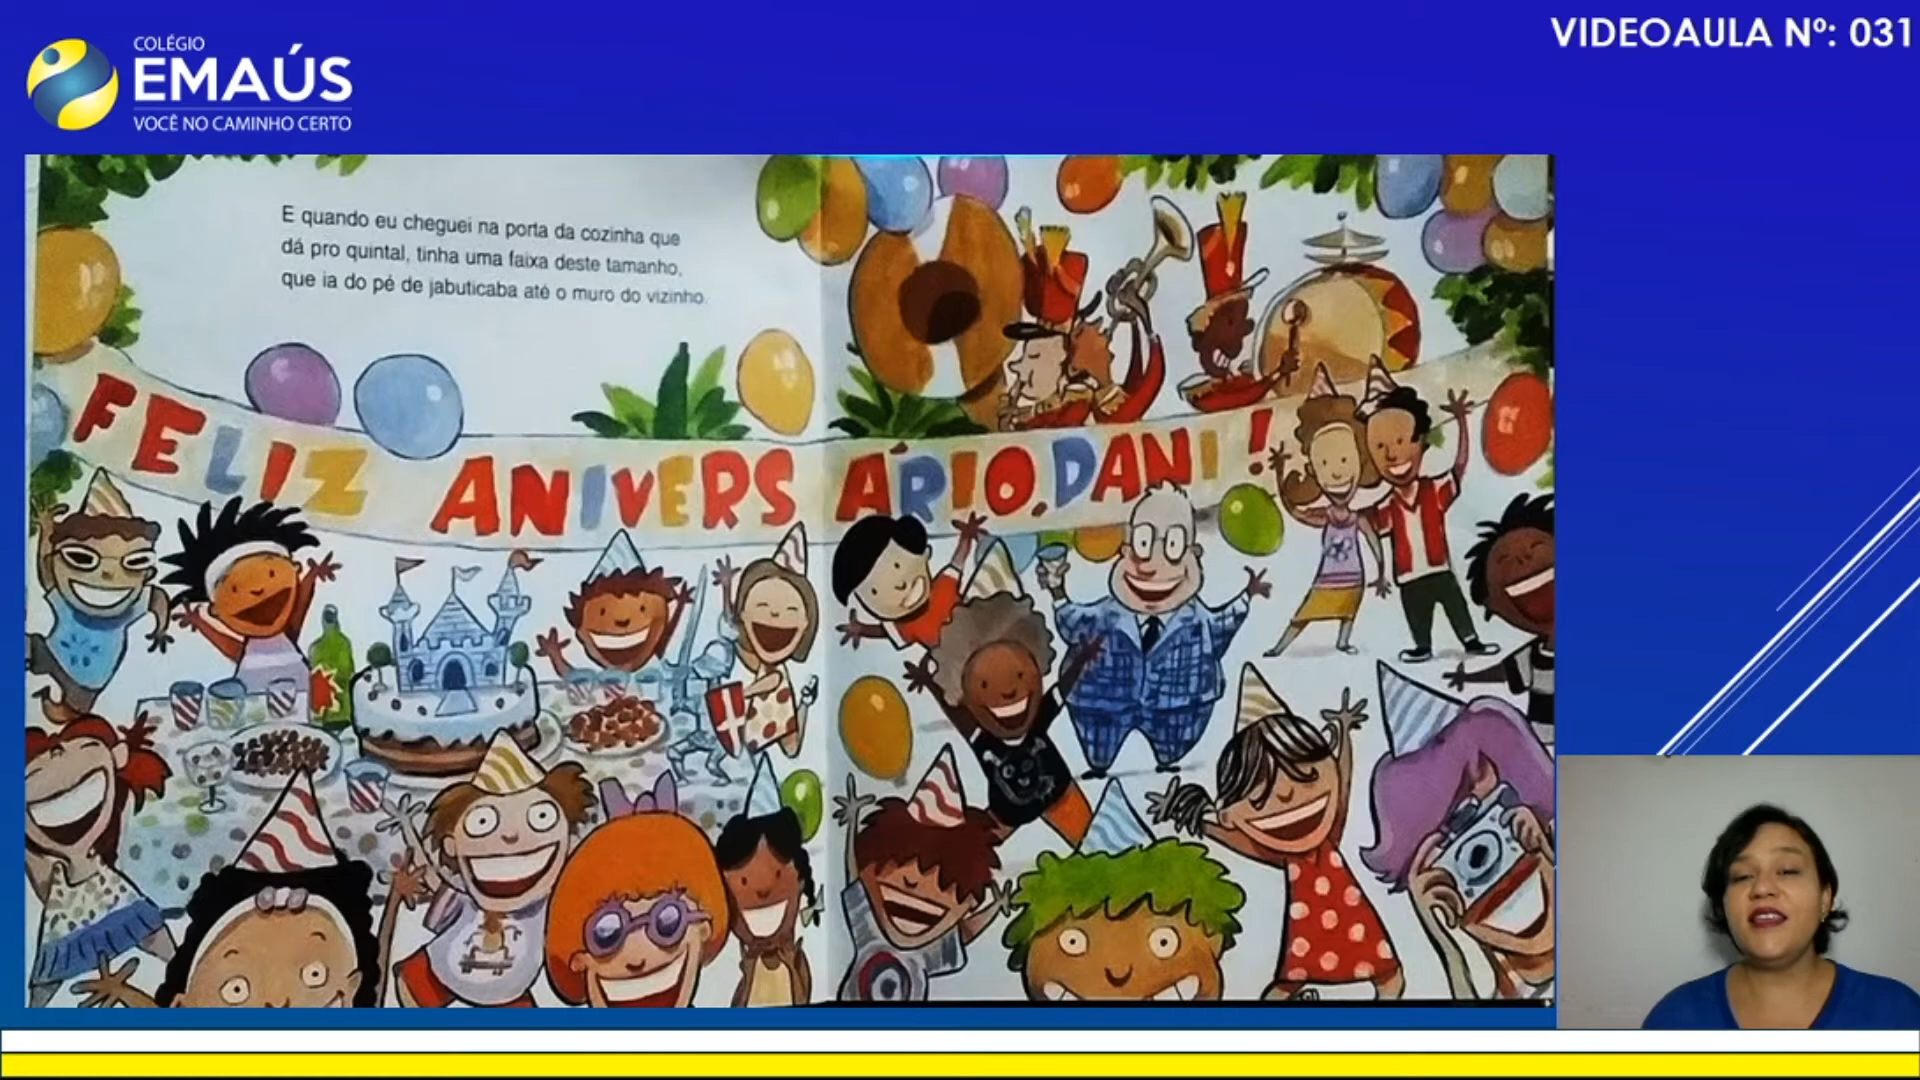 COLÉGIO
EMAÚS
VOCÊ NO CAMINHO CERTO
VIDEOAULA Nº: 031
E quando eu cheguei na porta da cozinha que
dá pro quintal, tinha uma faixa deste tamanho,
que ia do pé de jabuticaba até o muro do vizinho.
FELIZ ANIVERSÁRIO, DANI!